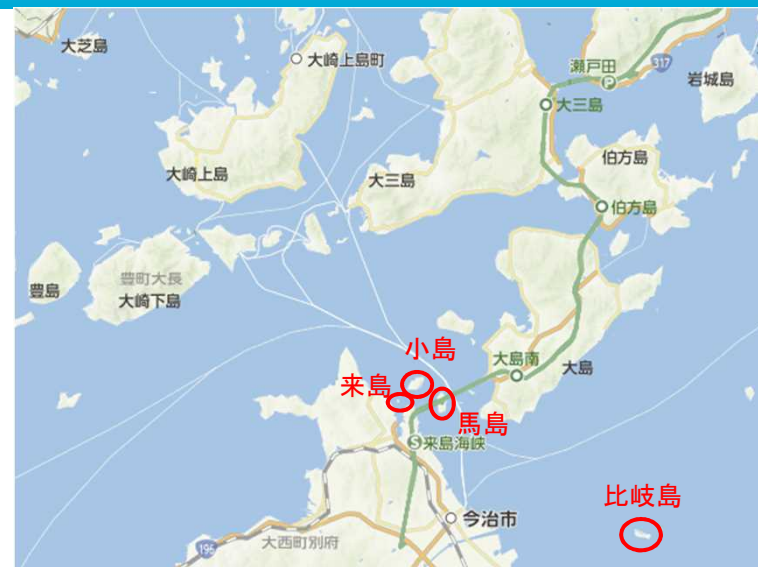 大芝島
大崎上島町
瀬戸田
P
317
岩城島
大三島
伯方島
大崎上島
大三島
伯方島
豊町大長
豊島
大崎下島
小島
大島南
大島
来島
馬島
S来島海峡
比岐島
今治市
196
大西町別府